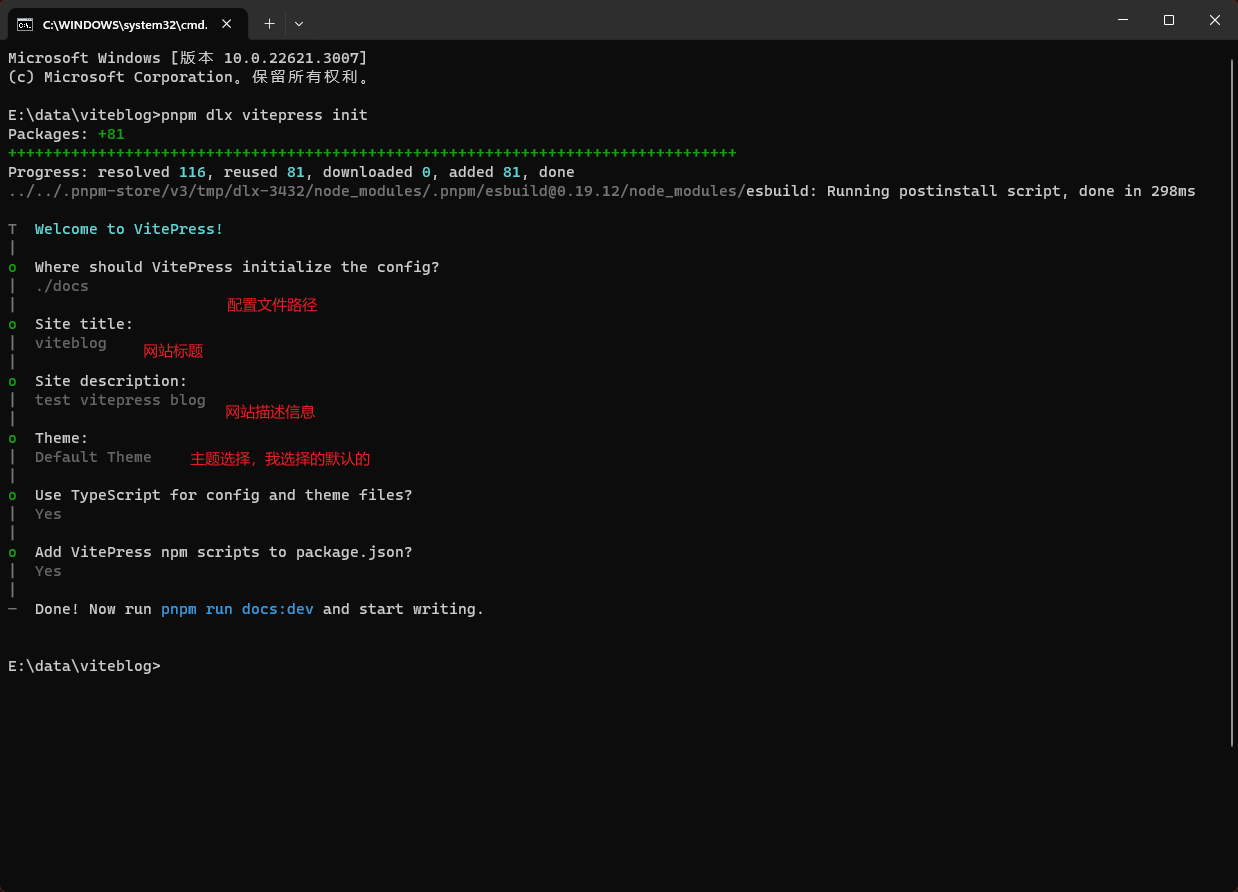 C:\WINDOWS\system32\cmd.
Microsoft Windows [版本 10.0.22621.3007]
(c) Microsoft Corporation。保留所有权利。
E:\data\viteblog>pnpm dlx vitepress init
Packages: +81
+++++++++++++++++++++++++++++++++++++++++++++++++++++++++++++++++++++++++++++++++
Progress: resolved 116, reused 81, downloaded 0, added 81, done
../../.pnpm-store/v3/tmp/dlx-3432/node_modules/.pnpm/esbuild@0.19.12/node_modules/esbuild: Running postinstall script, done in 298ms
T  Welcome to VitePress!
|
o  Where should VitePress initialize the config?
|  ./docs
|  配置文件路径
o  Site title:
|  viteblog 网站标题
|
o  Site description:
|  test vitepress blog
|  网站描述信息
o  Theme:
|  Default Theme 主题选择，我选择的默认的
|
o  Use TypeScript for config and theme files?
|  Yes
|
o  Add VitePress npm scripts to package.json?
|  Yes
|
—  Done! Now run pnpm run docs:dev and start writing.
E:\data\viteblog>